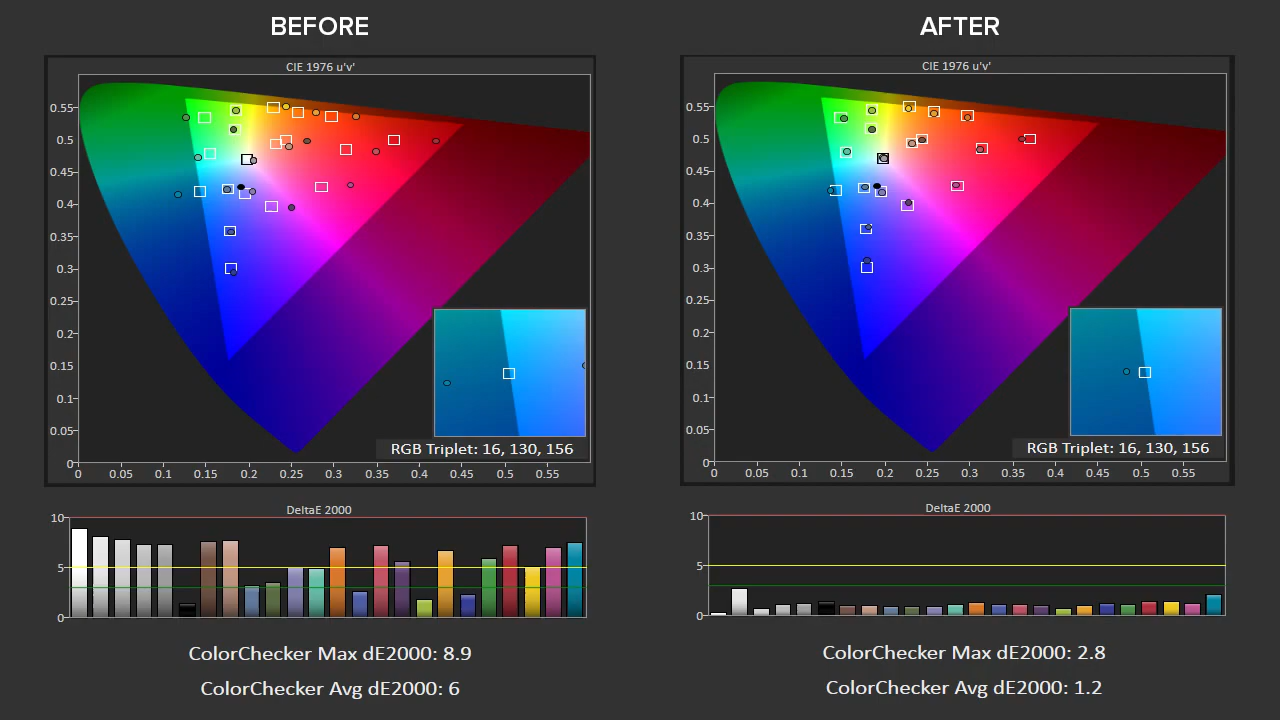 BEFORE
CIE 1976 u'v'
0.55
0.5
0.45
0.4
0.35
0.3
0.25
0.2
0.15
0.1
0.05
0
RGB Triplet: 16, 130, 156
0 0.05 0.1 0.15 0.2 0.25 0.3 0.35 0.4 0.45 0.5 0.55
DeltaE 2000
10
5
0
ColorChecker Max dE2000: 8.9
ColorChecker Avg dE2000: 6
AFTER
CIE 1976 u'v'
0.55
0.5
0.45
0.4
0.35
0.3
0.25
0.2
0.15
0.1
0.05
0
RGB Triplet: 16, 130, 156
0 0.05 0.1 0.15 0.2 0.25 0.3 0.35 0.4 0.45 0.5 0.55
DeltaE 2000
10
5
0
ColorChecker Max dE2000: 2.8
ColorChecker Avg dE2000: 1.2